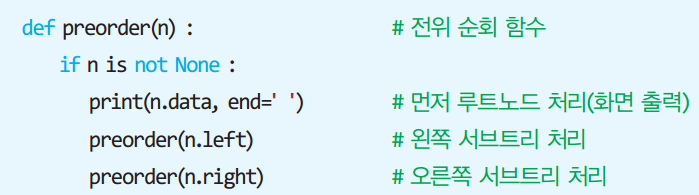 def preorder(n) : # 전위 순회 함수
if n is not None :
print(n.data, end=' ') # 먼저 루트노드 처리(화면 출력)
preorder(n.left) # 왼쪽 서브트리 처리
preorder(n.right) # 오른쪽 서브트리 처리